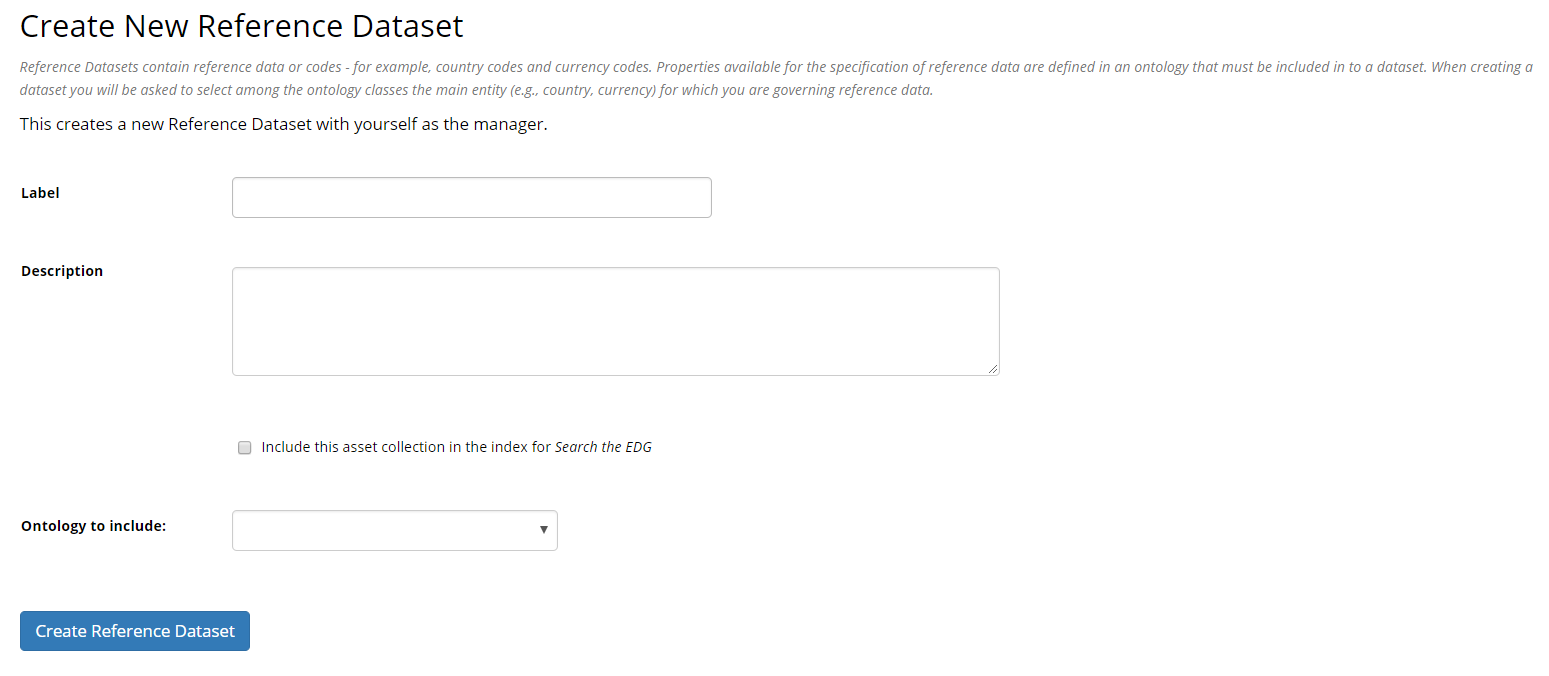 Create New Reference Dataset
Reference Datasets contain reference data or codes - for example, country codes and currency codes. Properties available for the specification of reference data are defined in an ontology that must be included in to a dataset. When creating a
dataset you will be asked to select among the ontology classes the main entity (e.g., country, currency) for which you are governing reference data.
This creates a new Reference Dataset with yourself as the manager.
Label
Description
Include this asset collection in the index for Search the EDG
Ontology to include:
Create Reference Dataset